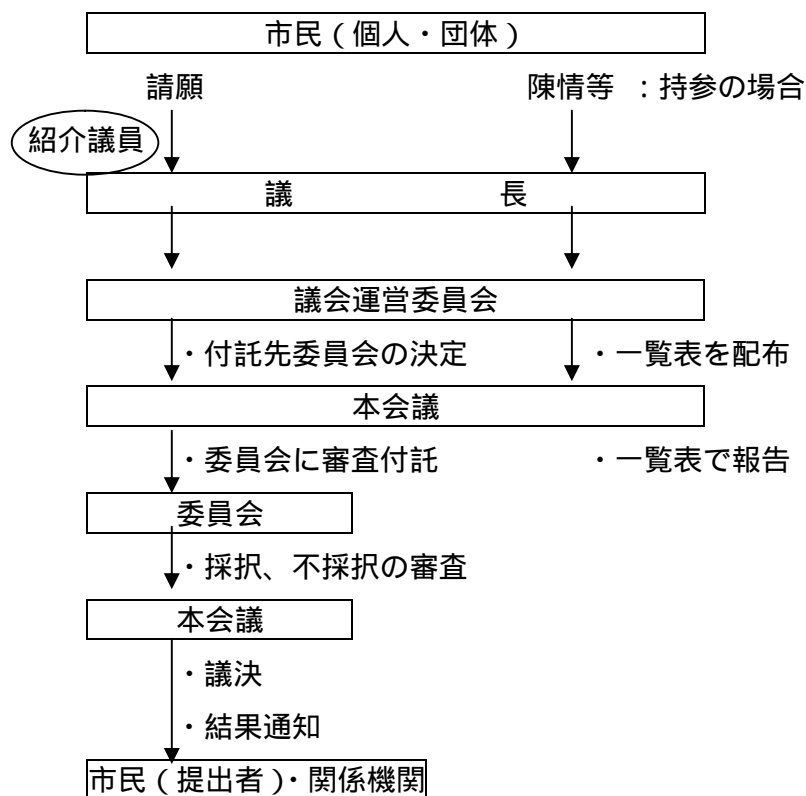 市民（個人・団体）
請願　陳情等　：持参の場合
紹介議員
議　長
議会運営委員会
・付託先委員会の決定　・一覧表を配布
本会議
・委員会に審査付託　・一覧表で報告
委員会
・採択、不採択の審査
本会議
・議決
・結果通知
市民（提出者）・関係機関